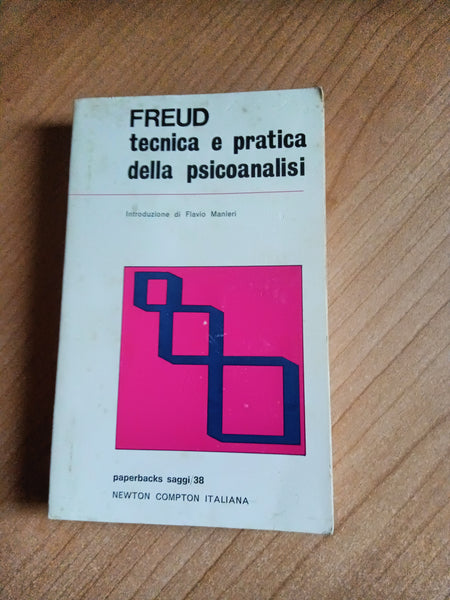 FREUD
tecnica e pratica
della psicoanalisi
Introduzione di Flavio Manieri
paperbacks saggi/38
NEWTON COMPTON ITALIANA